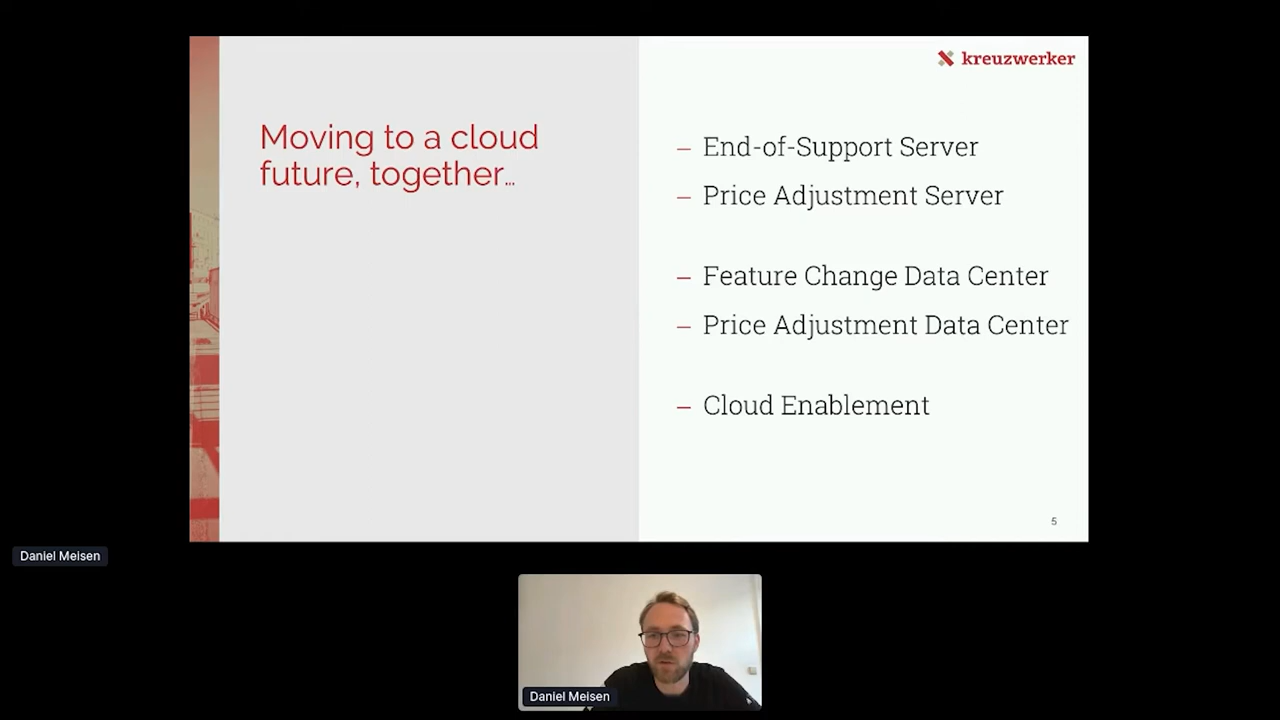 kreuzwerker
Moving to a cloud
future, together…
– End-of-Support Server
– Price Adjustment Server
– Feature Change Data Center
– Price Adjustment Data Center
– Cloud Enablement
5
Daniel Meisen
Daniel Meisen